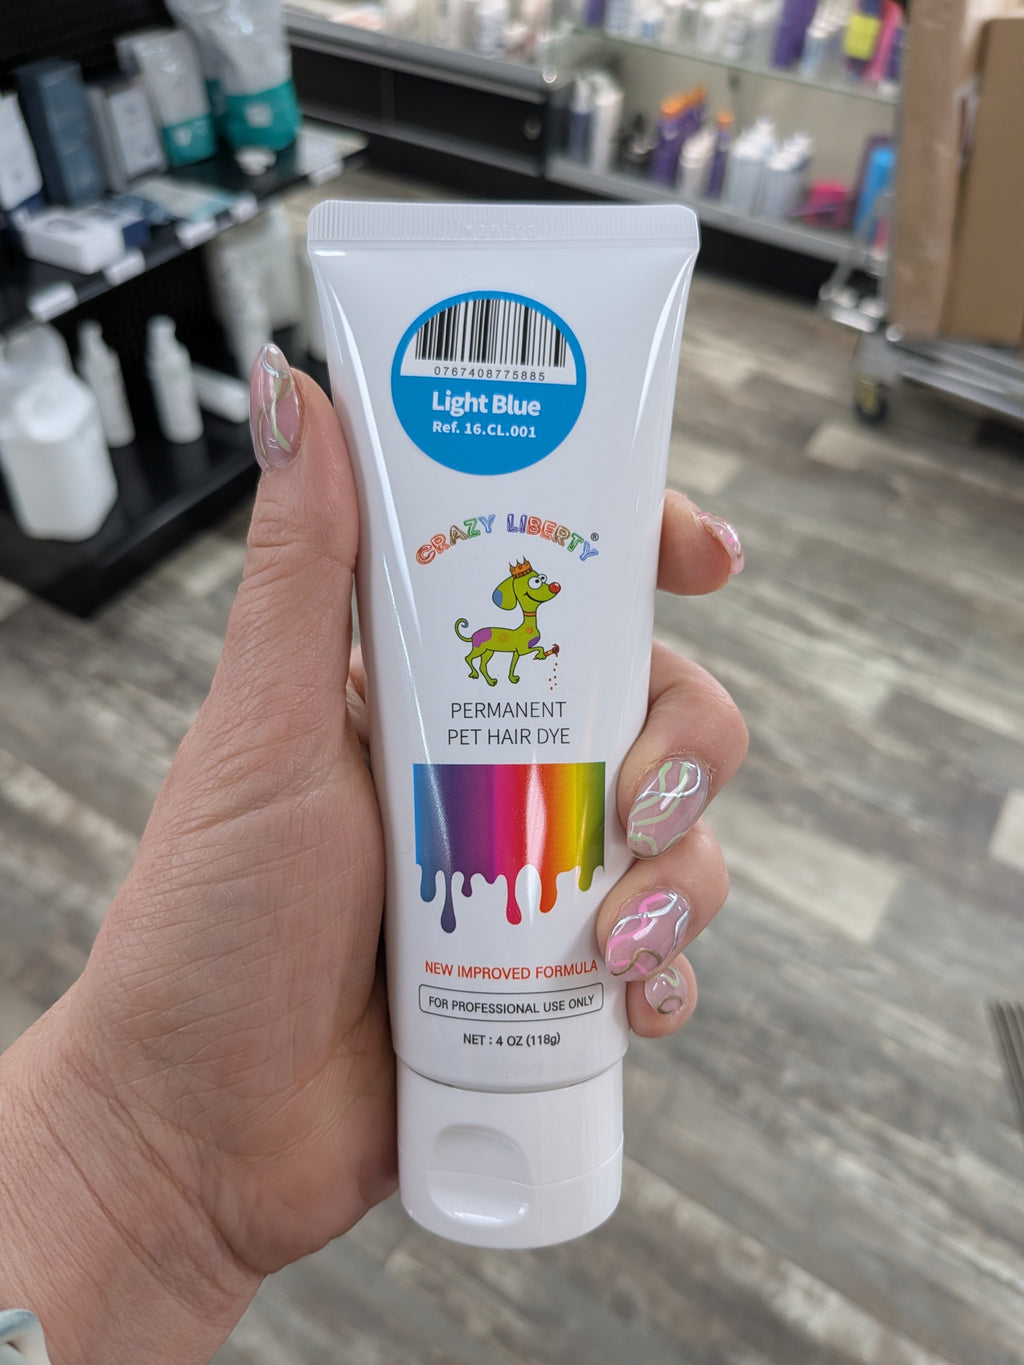 0767408775885
Light Blue
Ref. 16.CL.001
CRAZY LIBERTY®
PERMANENT
PET HAIR DYE
NEW IMPROVED FORMULA
FOR PROFESSIONAL USE ONLY
NET : 4 OZ (118g)